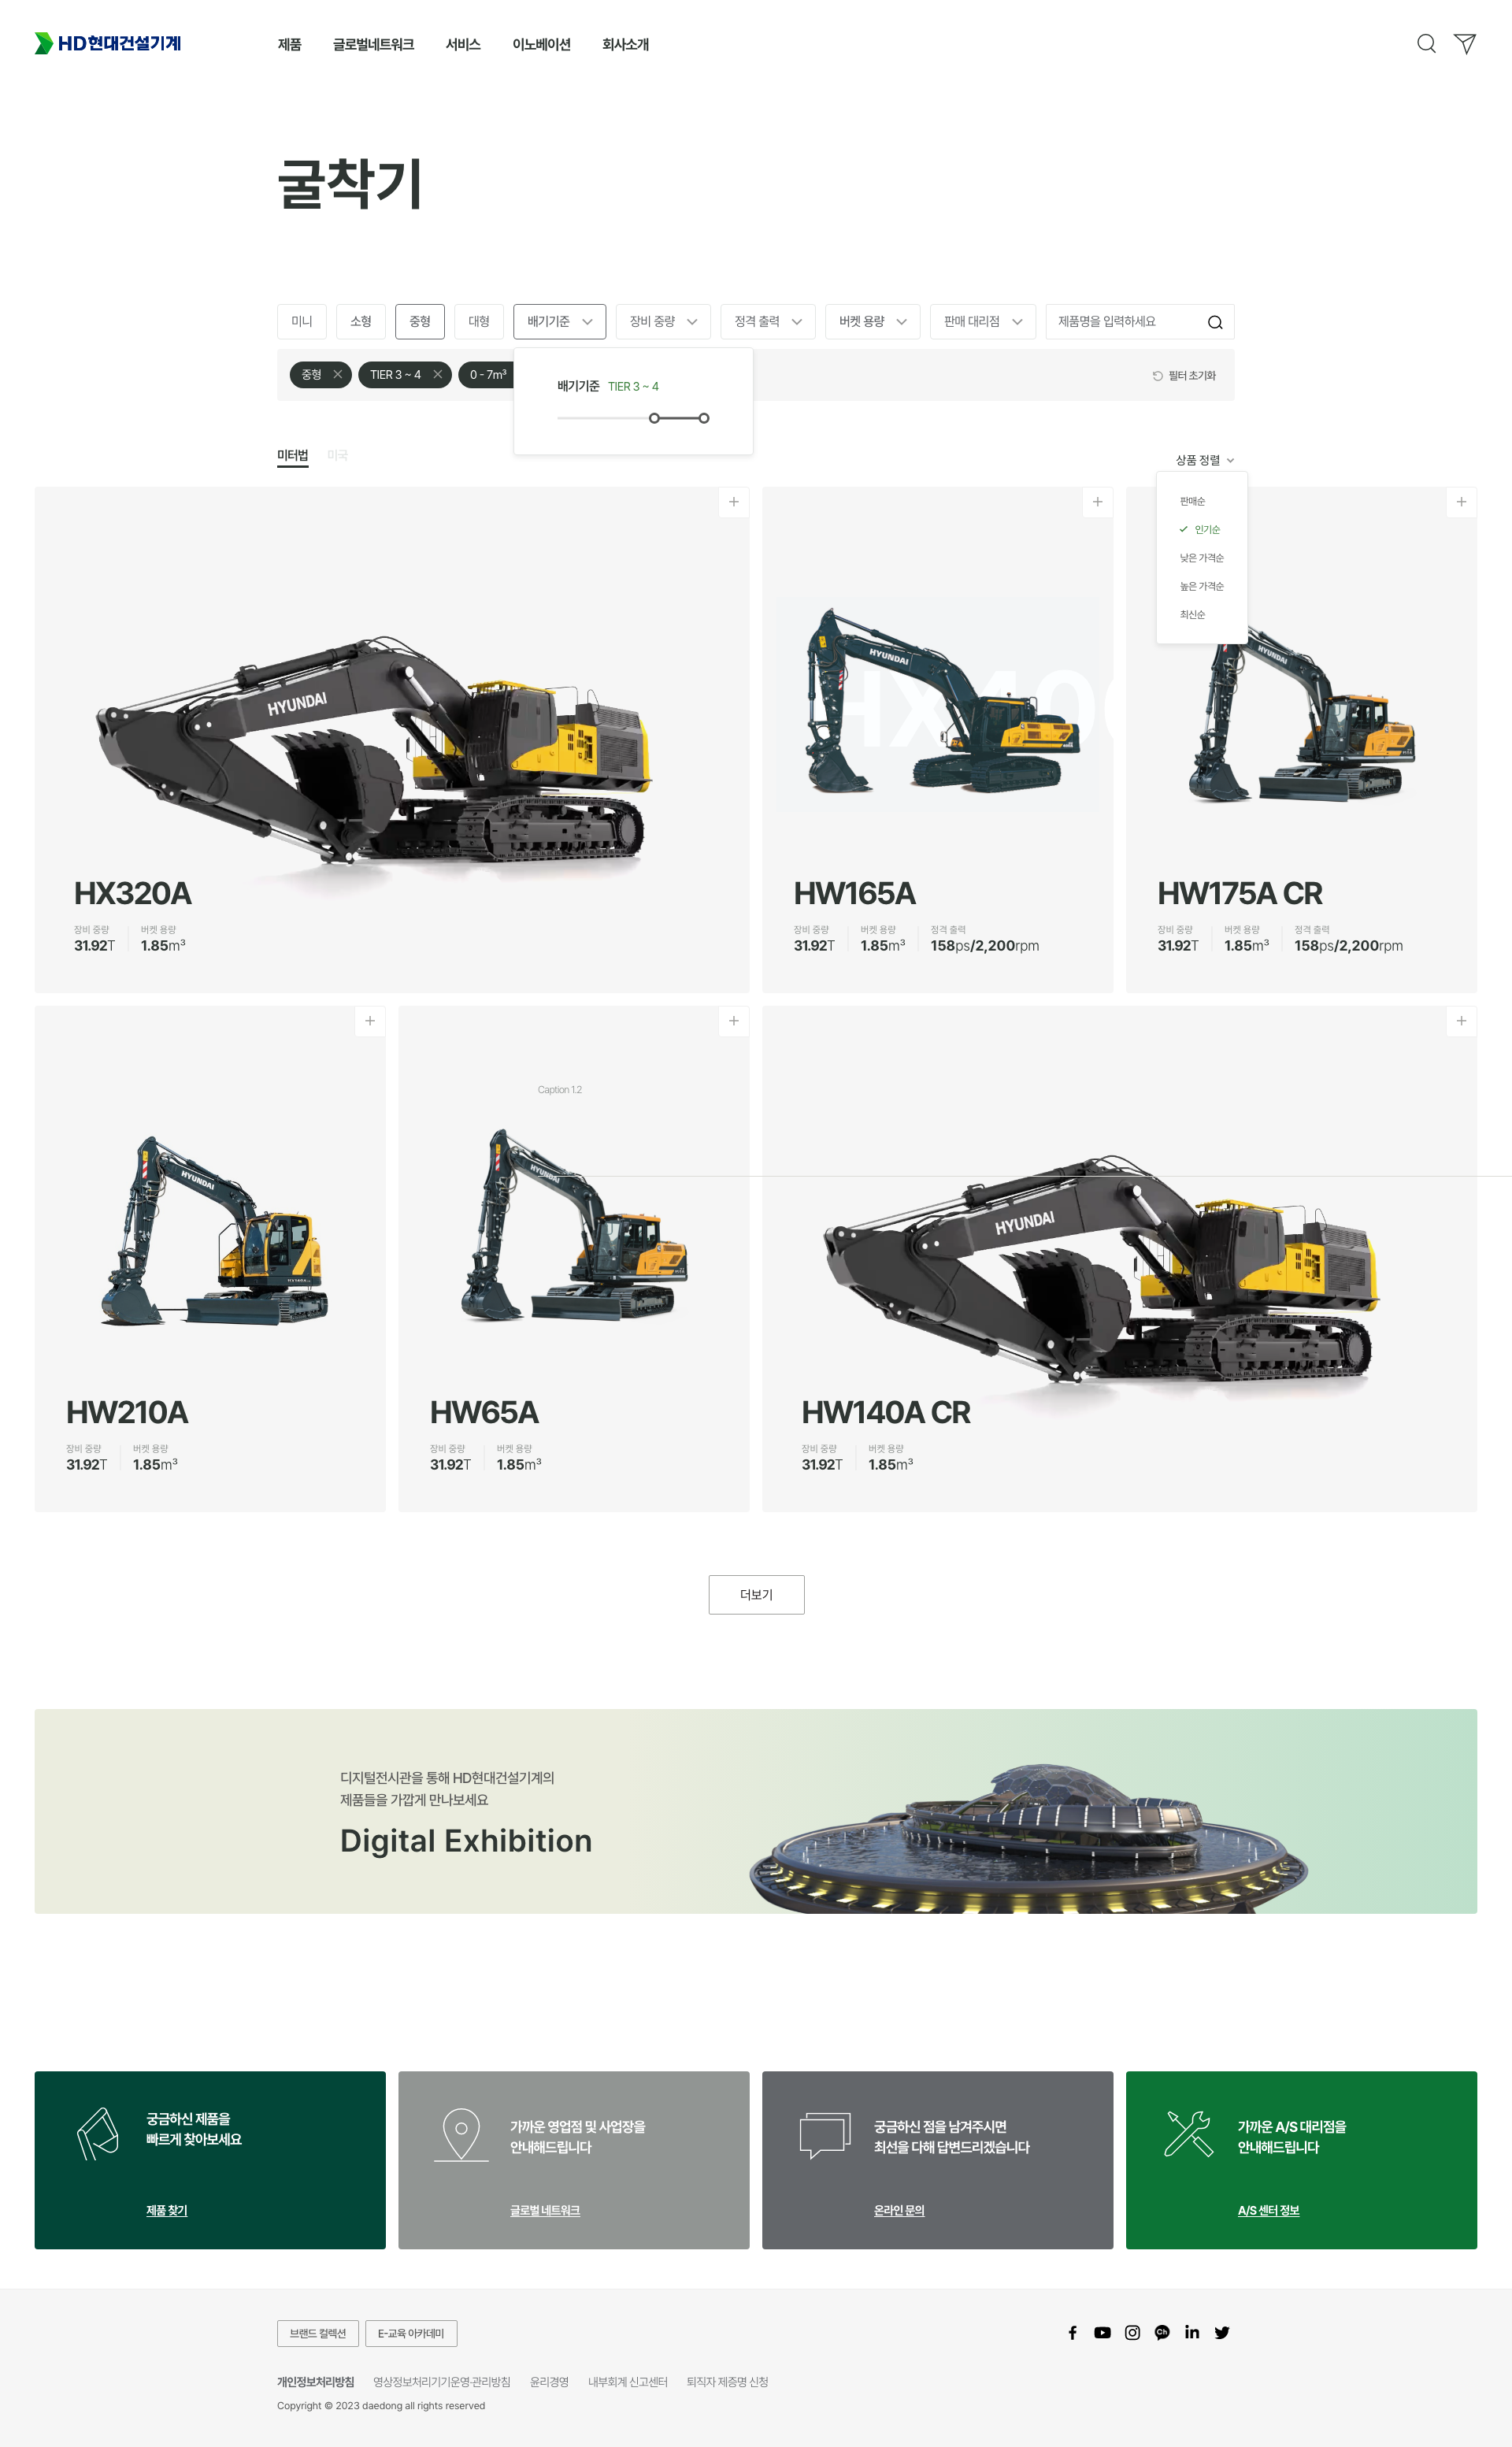 HD현대건설기계
제품 글로벌네트워크 서비스 이노베이션 회사소개
굴착기
미니 소형 중형 대형 배기기준 장비 중량 정격 출력 버켓 용량 판매 대리점 제품명을 입력하세요
중형 TIER 3 ~ 4 0 - 7m³ 필터 초기화
배기기준 TIER 3 ~ 4
미터법 미국
상품 정렬
판매순
인기순
낮은 가격순
높은 가격순
최신순
HYUNDAI
HYUNDAI
HYUNDAI
HX400
HX320A
장비 중량 버켓 용량
31.92T 1.85m³
HW165A
장비 중량 버켓 용량 정격 출력
31.92T 1.85m³ 158ps/2,200rpm
HW175A CR
장비 중량 버켓 용량 정격 출력
31.92T 1.85m³ 158ps/2,200rpm
Caption 1.2
HYUNDAI
HYUNDAI
HYUNDAI
HW210A
장비 중량 버켓 용량
31.92T 1.85m³
HW65A
장비 중량 버켓 용량
31.92T 1.85m³
HW140A CR
장비 중량 버켓 용량
31.92T 1.85m³
더보기
디지털전시관을 통해 HD현대건설기계의
제품들을 가깝게 만나보세요
Digital Exhibition
궁금하신 제품을
빠르게 찾아보세요
제품 찾기
가까운 영업점 및 사업장을
안내해드립니다
글로벌 네트워크
궁금하신 점을 남겨주시면
최선을 다해 답변드리겠습니다
온라인 문의
가까운 A/S 대리점을
안내해드립니다
A/S 센터 정보
브랜드 컬렉션 E-교육 아카데미
Ch in
개인정보처리방침 영상정보처리기기운영·관리방침 윤리경영 내부회계 신고센터 퇴직자 제증명 신청
Copyright © 2023 daedong all rights reserved